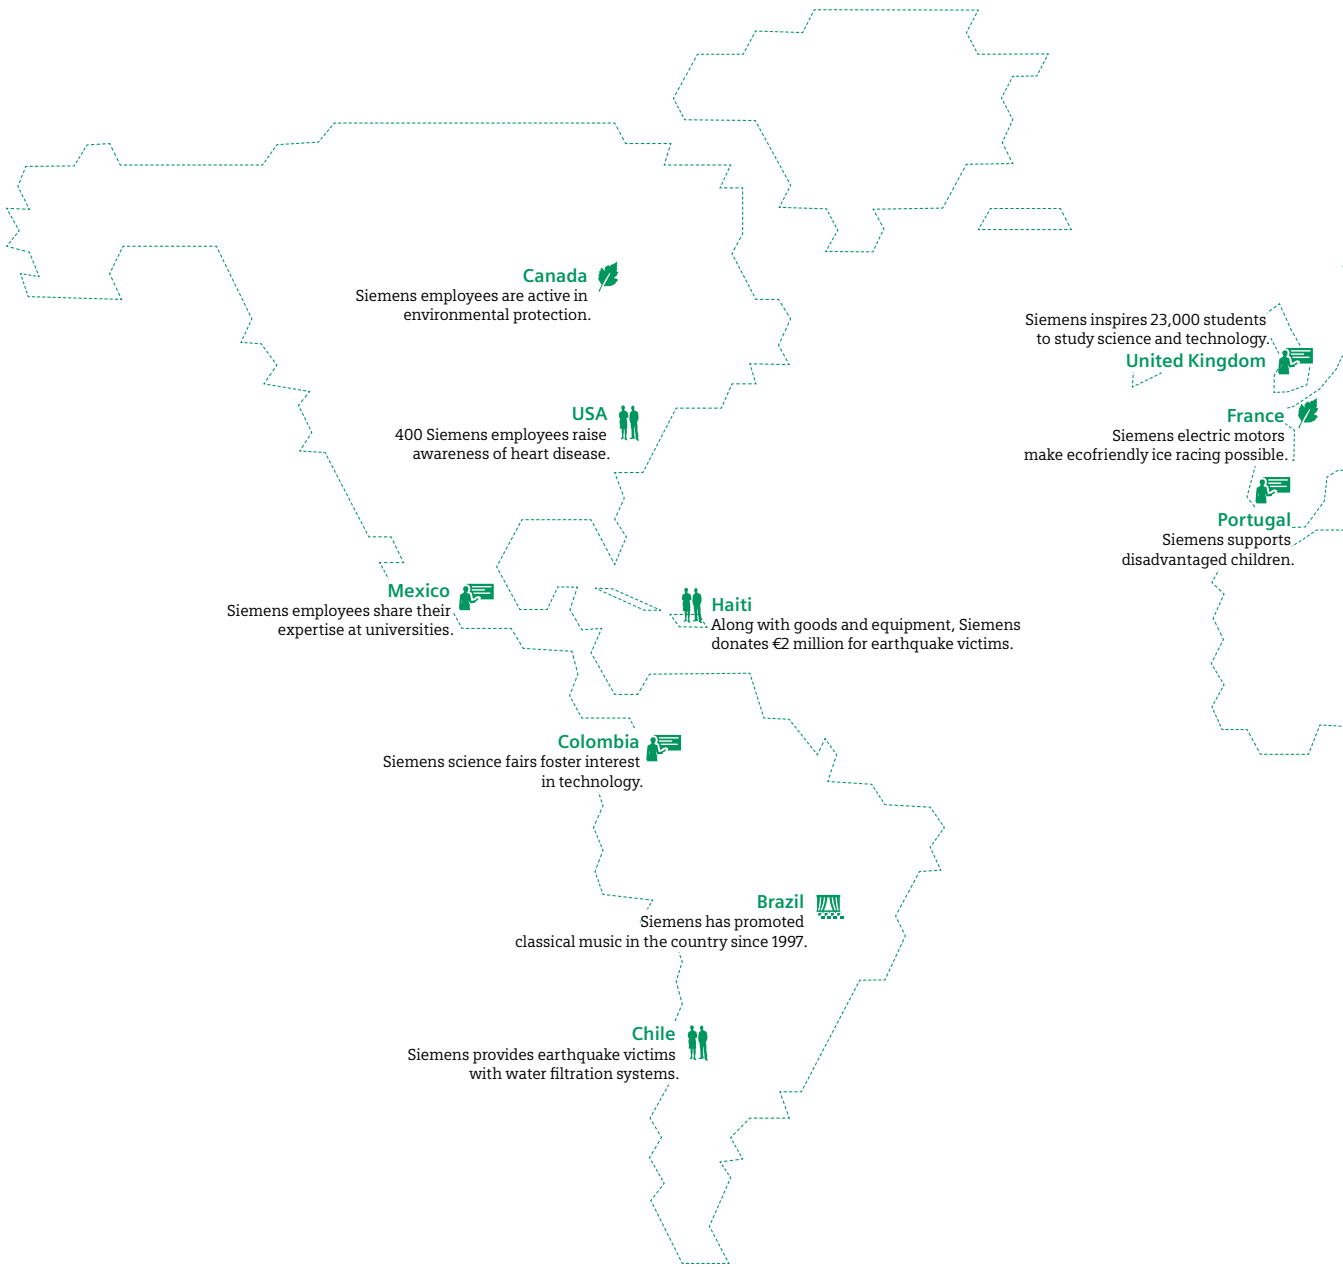 Canada
Siemens employees are active in
environmental protection.
Siemens inspires 23,000 students
to study science and technology.
United Kingdom
USA
400 Siemens employees raise
awareness of heart disease.
France
Siemens electric motors
make ecofriendly ice racing possible.
Portugal
Siemens supports
disadvantaged children.
Mexico
Siemens employees share their
expertise at universities.
Haiti
Along with goods and equipment, Siemens
donates €2 million for earthquake victims.
Colombia
Siemens science fairs foster interest
in technology.
Brazil
Siemens has promoted
classical music in the country since 1997.
Chile
Siemens provides earthquake victims
with water filtration systems.